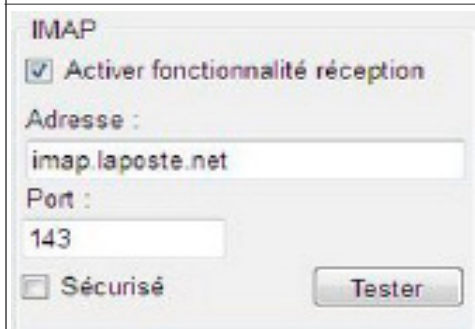 IMAP
Activer fonctionnalité réception
Adresse :
imap.laposte.net
Port :
143
Sécurisé
Tester